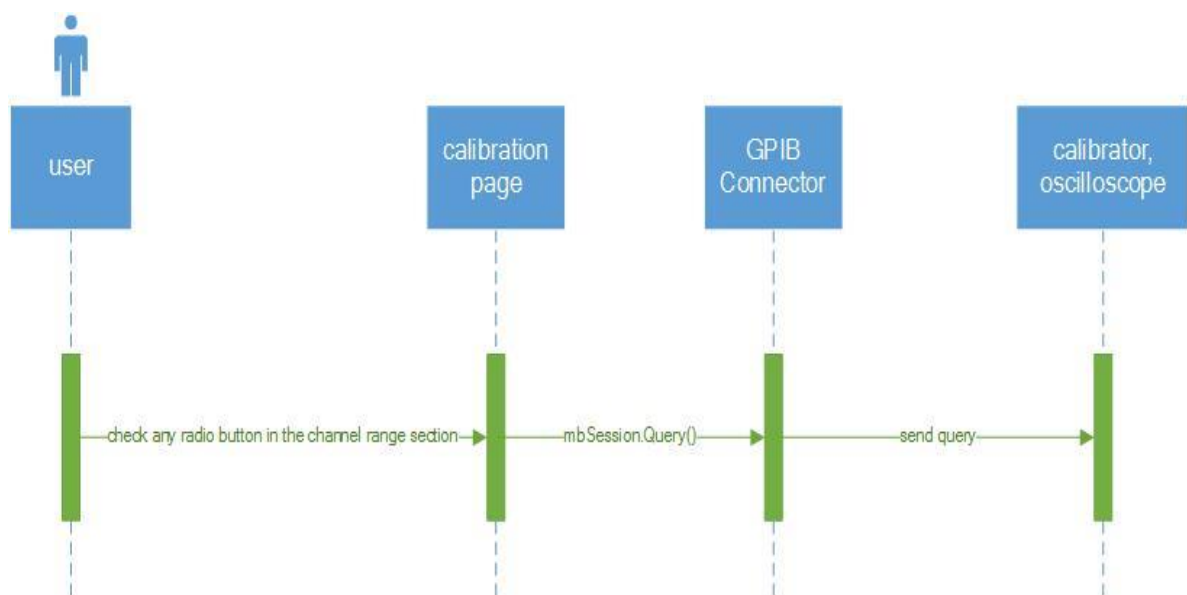 user
calibration
page
GPIB
Connector
calibrator,
oscilloscope
check any radio button in the channel range section
mbSession.Query()
send query